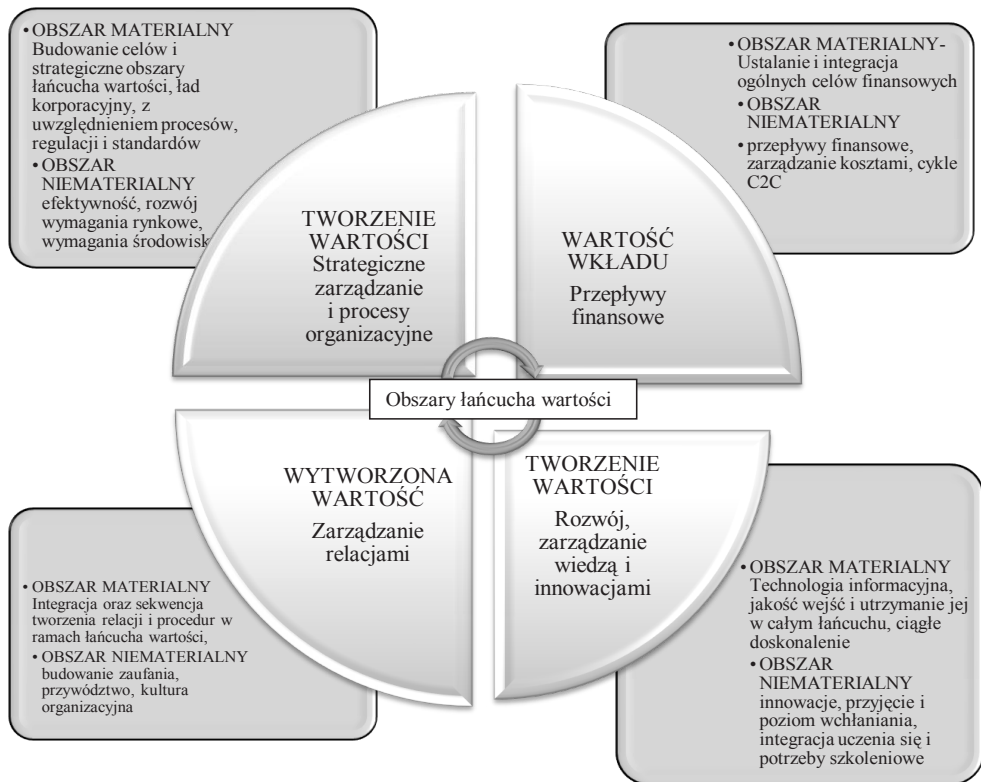 • OBSZAR MATERIALNY
Budowanie celów i
strategiczne obszary
łańcucha wartości, ład
korporacyjny, z
uwzględnieniem procesów,
regulacji i standardów
• OBSZAR
NIEMATERIALNY
efektywność, rozwój
wymagania rynkowe,
wymagania środowisk
• OBSZAR MATERIALNY-
Ustalanie i integracja
ogólnych celów finansowych
• OBSZAR
NIEMATERIALNY
• przepływy finansowe,
zarządzanie kosztami, cykle
C2C
TWORZENIE
WARTOŚCI
Strategiczne
zarządzanie
i procesy
organizacyjne
WARTOŚĆ
WKŁADU
Przepływy
finansowe
Obszary łańcucha wartości
WYTWORZONA
WARTOŚĆ
Zarządzanie
relacjami
TWORZENIE
WARTOŚCI
Rozwój,
zarządzanie
wiedzą i
innowacjami
• OBSZAR MATERIALNY
Integracja oraz sekwencja
tworzenia relacji i procedur w
ramach łańcucha wartości,
• OBSZAR NIEMATERIALNY
budowanie zaufania,
przywództwo, kultura
organizacyjna
• OBSZAR MATERIALNY
Technologia informacyjna,
jakość wejść i utrzymanie jej
w całym łańcuchu, ciągłe
doskonalenie
• OBSZAR
NIEMATERIALNY
innowacje, przyjęcie i
poziom wchłaniania,
integracja uczenia się i
potrzeby szkoleniowe